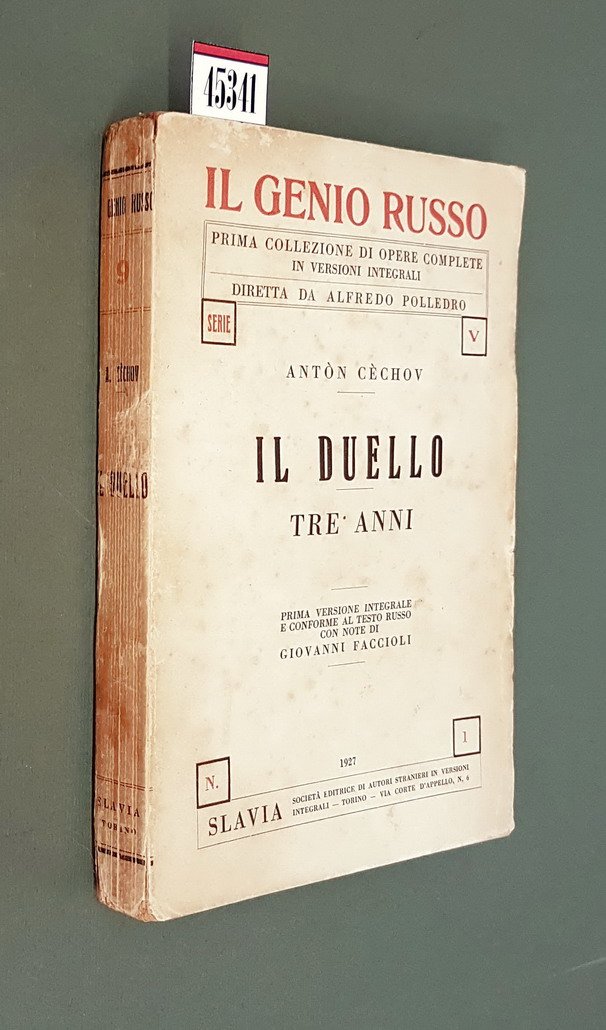 45341
IL GENIO RUSSO
PRIMA COLLEZIONE DI OPERE COMPLETE
IN VERSIONI INTEGRALI
DIRETTA DA ALFREDO POLLEDRO
SERIE
V
ANTÒN CÈCHOV
IL DUELLO
TRE ANNI
PRIMA VERSIONE INTEGRALE
E CONFORME AL TESTO RUSSO
CON NOTE DI
GIOVANNI FACCIOLI
1927
N.
1
SLAVIA
SOCIETÀ EDITRICE DI AUTORI STRANIERI IN VERSIONI
INTEGRALI — TORINO — VIA CORTE D'APPELLO, N. 6
GENIO RUSSO
9
A. CÈCHOV
IL DUELLO
SLAVIA
TORINO